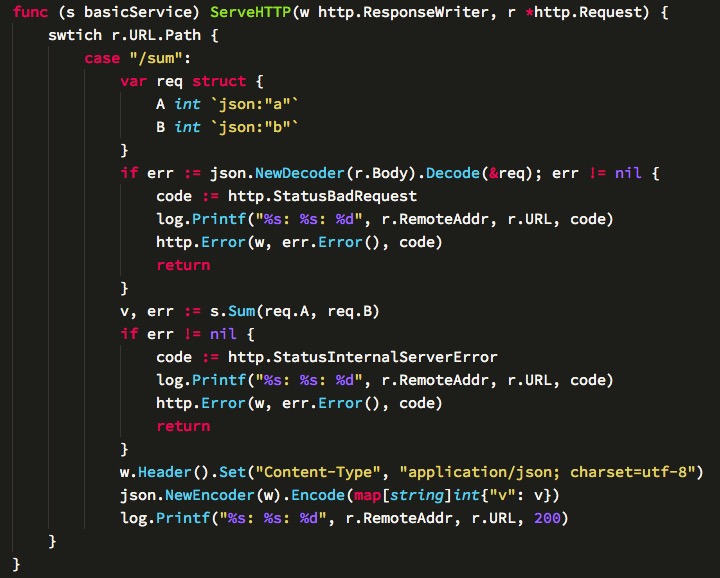 func (s basicService) ServeHTTP(w http.ResponseWriter, r *http.Request) {
    swtich r.URL.Path {
        case "/sum":
            var req struct {
                A int `json:"a"`
                B int `json:"b"`
            }
            if err := json.NewDecoder(r.Body).Decode(&req); err != nil {
                code := http.StatusBadRequest
                log.Printf("%s: %s: %d", r.RemoteAddr, r.URL, code)
                http.Error(w, err.Error(), code)
                return
            }
            v, err := s.Sum(req.A, req.B)
            if err != nil {
                code := http.StatusInternalServerError
                log.Printf("%s: %s: %d", r.RemoteAddr, r.URL, code)
                http.Error(w, err.Error(), code)
                return
            }
            w.Header().Set("Content-Type", "application/json; charset=utf-8")
            json.NewEncoder(w).Encode(map[string]int{"v": v})
            log.Printf("%s: %s: %d", r.RemoteAddr, r.URL, 200)
    }
}